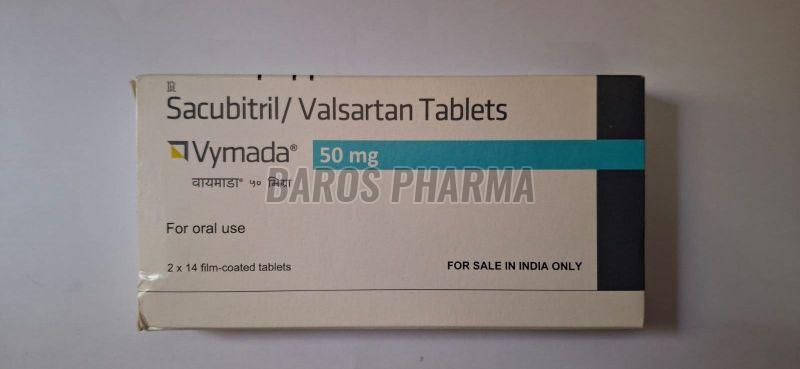 Rx
Sacubitril/ Valsartan Tablets
Vymada® 50 mg
वायमाडा® ५० मिग्रा
BAROS PHARMA
For oral use
2 x 14 film-coated tablets
FOR SALE IN INDIA ONLY